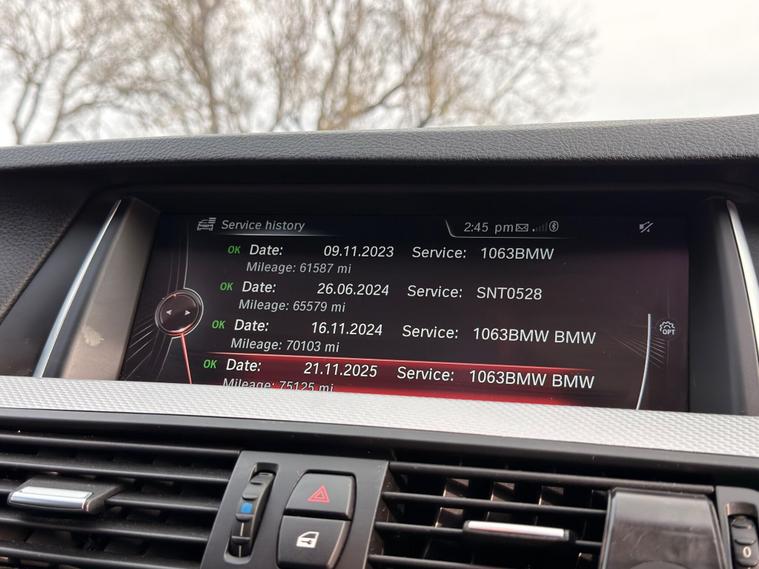 Service history 2:45 pm
OK Date: 09.11.2023 Service: 1063BMW
Mileage: 61587 mi
OK Date: 26.06.2024 Service: SNT0528
Mileage: 65579 mi
OK Date: 16.11.2024 Service: 1063BMW BMW
Mileage: 70103 mi
OPT
OK Date: 21.11.2025 Service: 1063BMW BMW
Mileage: 75125 mi
0